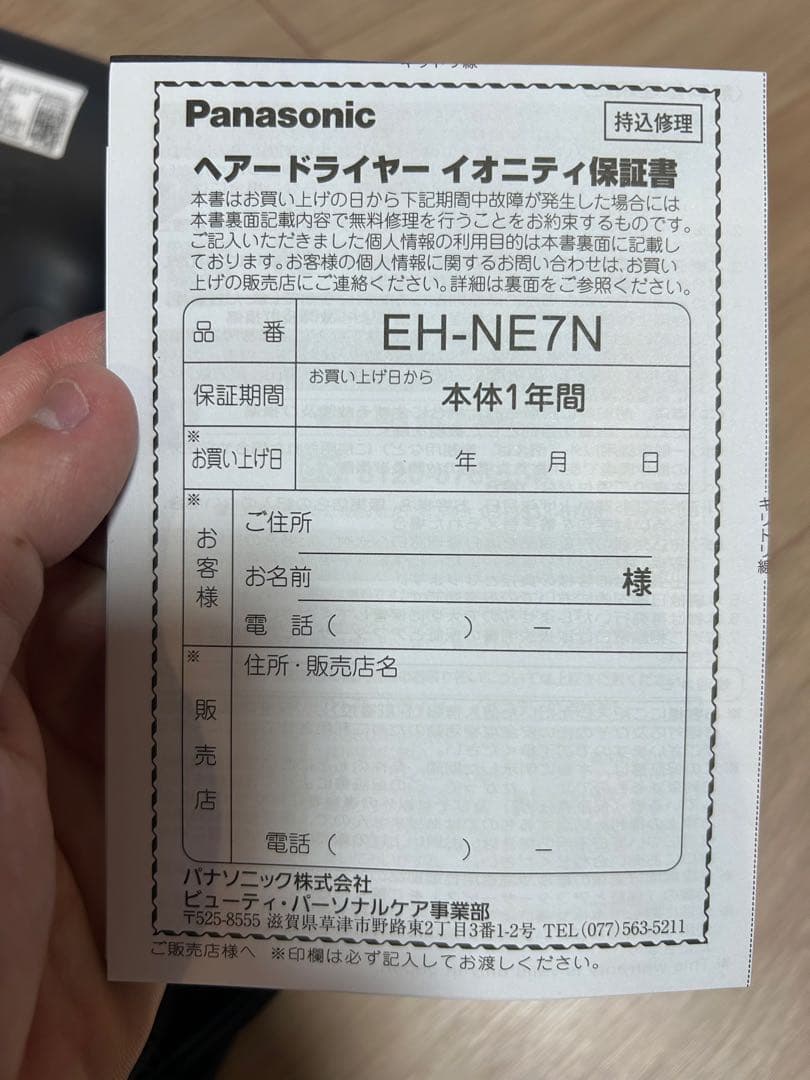 キリトリ線
Panasonic
持込修理
ヘアードライヤー イオニティ保証書
本書はお買い上げの日から下記期間中故障が発生した場合には
本書裏面記載内容で無料修理を行うことをお約束するものです。
ご記入いただきました個人情報の利用目的は本書裏面に記載し
ております。お客様の個人情報に関するお問い合わせは、お買い
上げの販売店にご連絡ください。詳細は裏面をご参照ください。
品 番 EH-NE7N
保証期間 お買い上げ日から 本体1年間
※お買い上げ日 年 月 日
※お客様
ご住所
お名前 様
電 話( ) ー
※販売店
住所・販売店名
電話( ) ー
パナソニック株式会社
ビューティ・パーソナルケア事業部
〒525-8555 滋賀県草津市野路東2丁目3番1-2号 TEL(077)563-5211
ご販売店様へ ※印欄は必ず記入してお渡しください。
キリトリ線